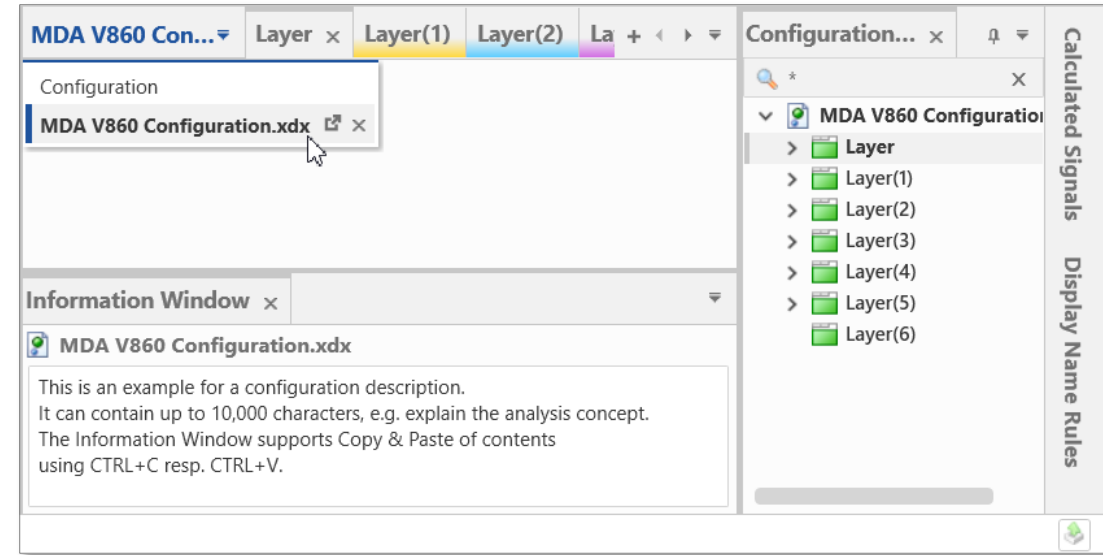 MDA V860 Con...
Layer
Layer(1)
Layer(2)
La
Configuration
MDA V860 Configuration.xdx
Information Window
MDA V860 Configuration.xdx
This is an example for a configuration description.
It can contain up to 10,000 characters, e.g. explain the analysis concept.
The Information Window supports Copy & Paste of contents
using CTRL+C resp. CTRL+V.
Configuration...
*
MDA V860 Configuration
Layer
Layer(1)
Layer(2)
Layer(3)
Layer(4)
Layer(5)
Layer(6)
Calculated Signals
Display Name Rules